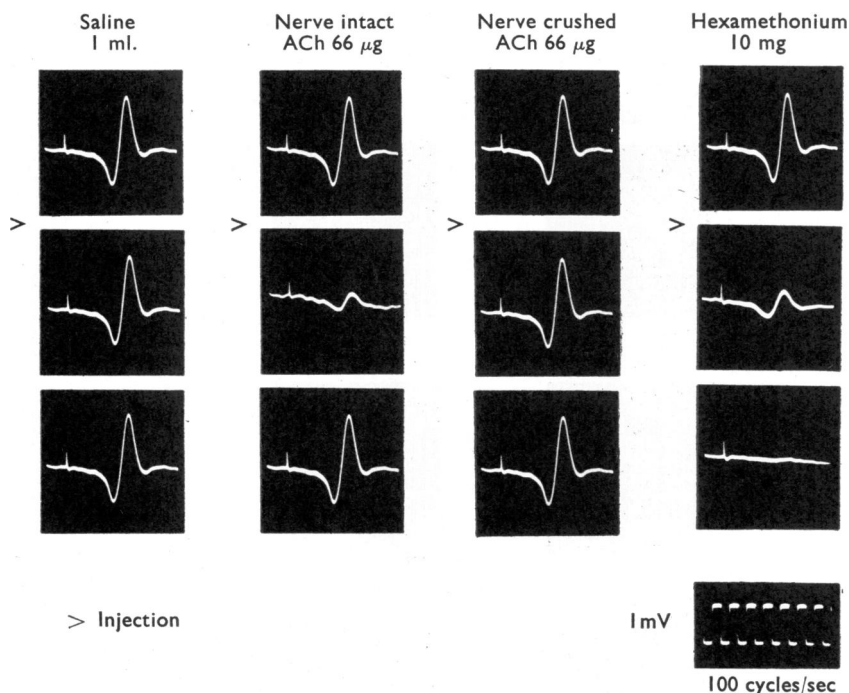 Saline
1 ml.
Nerve intact
ACh 66 μg
Nerve crushed
ACh 66 μg
Hexamethonium
10 mg
>
>
>
>
> Injection
1mV
100 cycles/sec